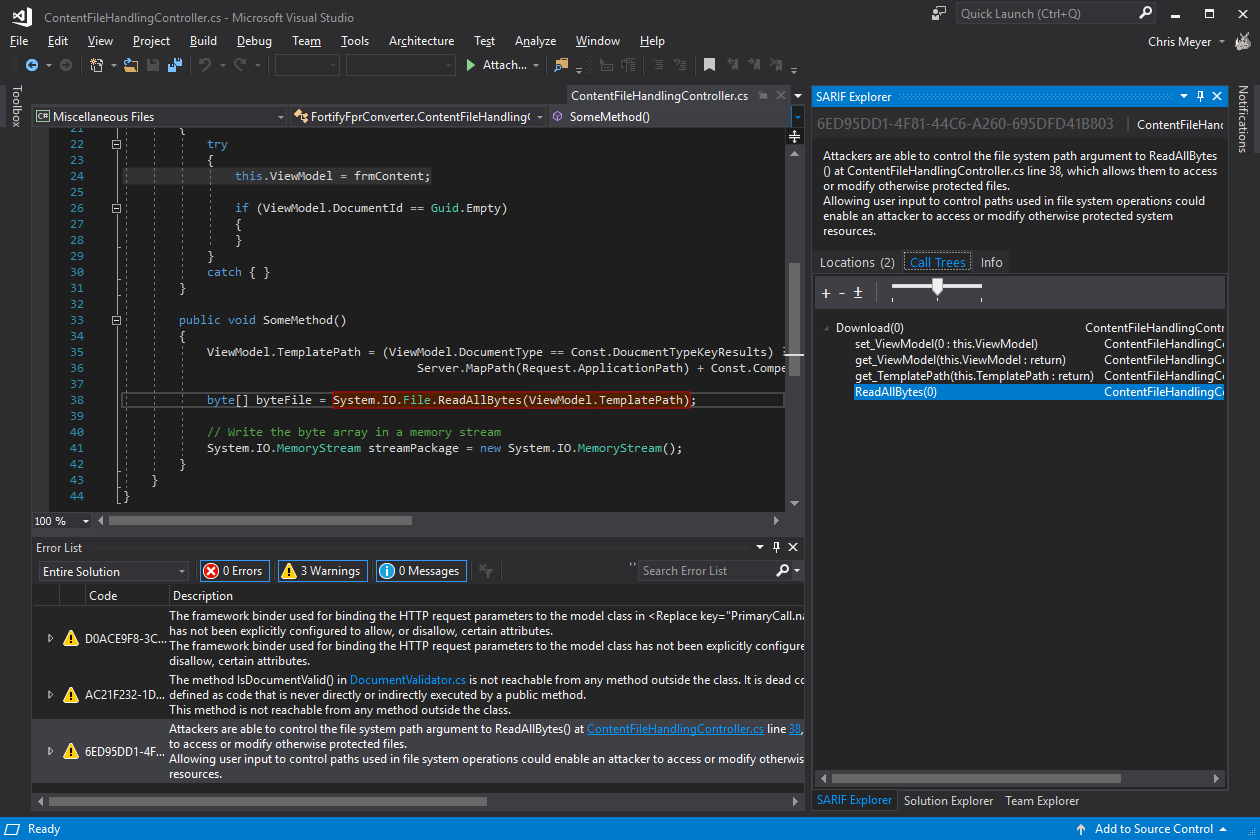 ContentFileHandlingController.cs - Microsoft Visual Studio
Quick Launch (Ctrl+Q)
File Edit View Project Build Debug Team Tools Architecture Test Analyze Window Help
Chris Meyer
Attach...
Toolbox
ContentFileHandlingController.cs
C# Miscellaneous Files
FortifyFprConverter.ContentFileHandlingC
SomeMethod()
21 {
22 try
23 {
24 this.ViewModel = frmContent;
25
26 if (ViewModel.DocumentId == Guid.Empty)
27 {
28 }
29 }
30 catch { }
31 }
32
33 public void SomeMethod()
34 {
35 ViewModel.TemplatePath = (ViewModel.DocumentType == Const.DoucmentTypeKeyResults) ?
36 Server.MapPath(Request.ApplicationPath) + Const.Compe
37
38 byte[] byteFile = System.IO.File.ReadAllBytes(ViewModel.TemplatePath);
39
40 // Write the byte array in a memory stream
41 System.IO.MemoryStream streamPackage = new System.IO.MemoryStream();
42 }
43 }
44 }
100 %
Error List
Entire Solution
0 Errors
3 Warnings
0 Messages
Search Error List
Code Description
D0ACE9F8-3C...
The framework binder used for binding the HTTP request parameters to the model class in <Replace key="PrimaryCall.na
has not been explicitly configured to allow, or disallow, certain attributes.
The framework binder used for binding the HTTP request parameters to the model class has not been explicitly configure
disallow, certain attributes.
AC21F232-1D...
The method IsDocumentValid() in DocumentValidator.cs is not reachable from any method outside the class. It is dead co
defined as code that is never directly or indirectly executed by a public method.
This method is not reachable from any method outside the class.
6ED95DD1-4F...
Attackers are able to control the file system path argument to ReadAllBytes() at ContentFileHandlingController.cs line 38,
to access or modify otherwise protected files.
Allowing user input to control paths used in file system operations could enable an attacker to access or modify otherwis
resources.
SARIF Explorer
6ED95DD1-4F81-44C6-A260-695DFD41B803 | ContentFileHand
Attackers are able to control the file system path argument to ReadAllBytes
() at ContentFileHandlingController.cs line 38, which allows them to access
or modify otherwise protected files.
Allowing user input to control paths used in file system operations could
enable an attacker to access or modify otherwise protected system
resources.
Locations (2) Call Trees Info
+ - ±
Download(0) ContentFileHandlingContr
set_ViewModel(0 : this.ViewModel) ContentFileHandlingCo
get_ViewModel(this.ViewModel : return) ContentFileHandlingCo
get_TemplatePath(this.TemplatePath : return) ContentFileHandlingCo
ReadAllBytes(0) ContentFileHandlingCo
SARIF Explorer Solution Explorer Team Explorer
Notifications
Ready
Add to Source Control